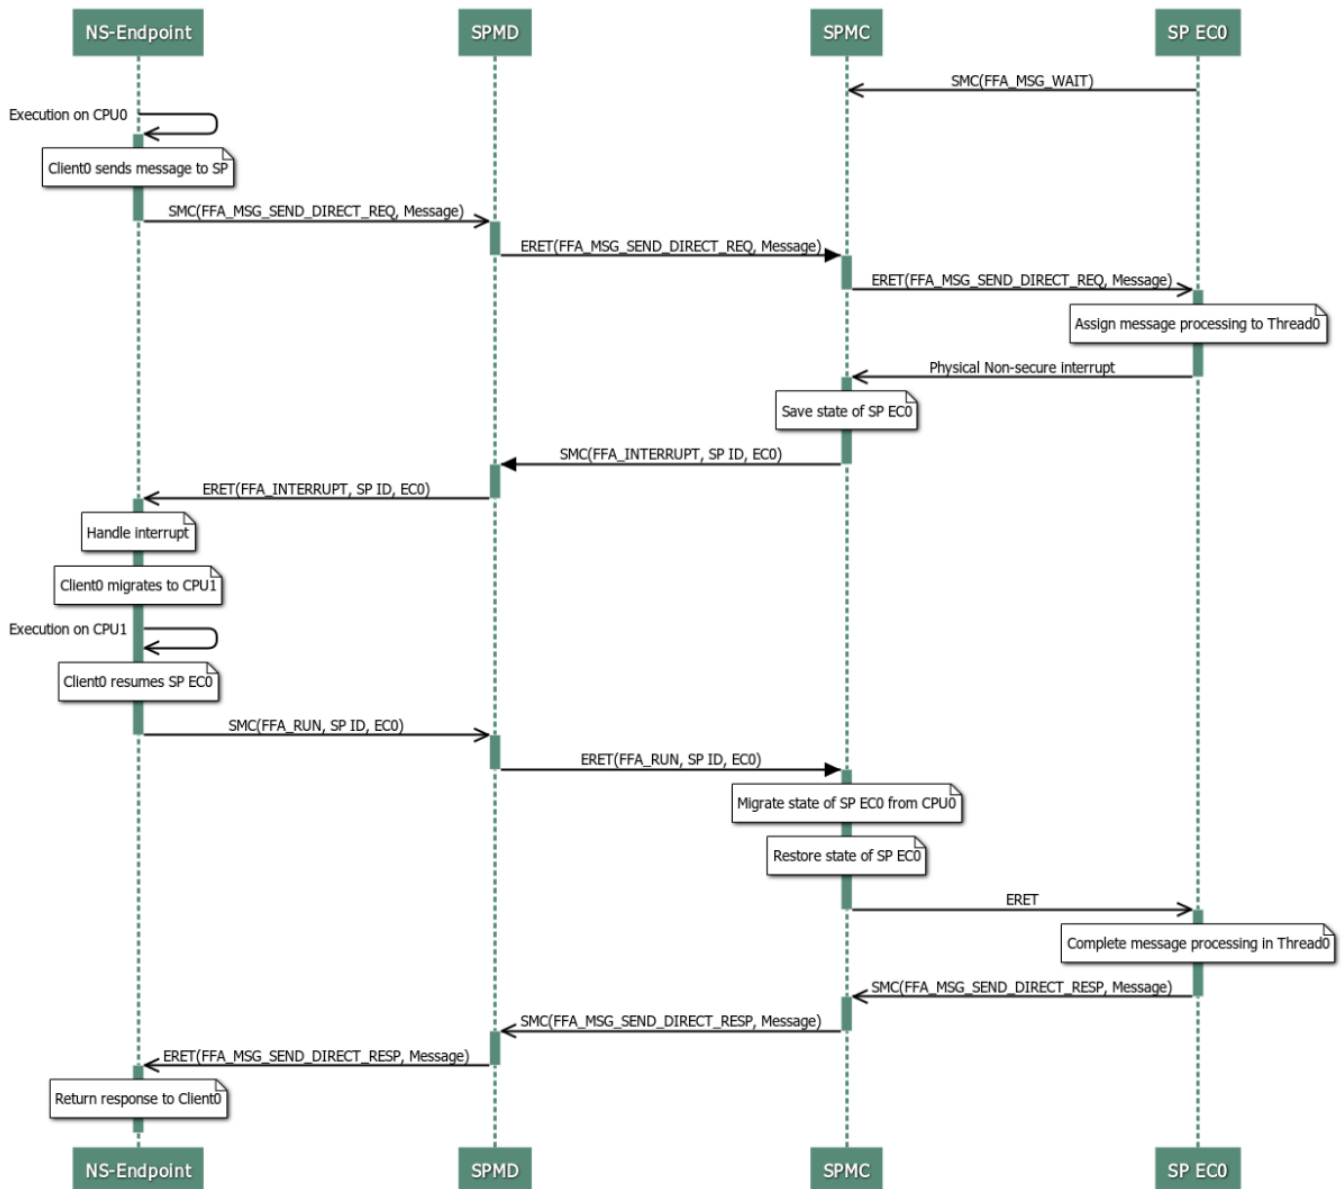 NS-Endpoint
SPMD
SPMC
SP EC0
SMC(FFA_MSG_WAIT)
Execution on CPU0
Client0 sends message to SP
SMC(FFA_MSG_SEND_DIRECT_REQ, Message)
ERET(FFA_MSG_SEND_DIRECT_REQ, Message)
ERET(FFA_MSG_SEND_DIRECT_REQ, Message)
Assign message processing to Thread0
Physical Non-secure interrupt
Save state of SP EC0
SMC(FFA_INTERRUPT, SP ID, EC0)
ERET(FFA_INTERRUPT, SP ID, EC0)
Handle interrupt
Client0 migrates to CPU1
Execution on CPU1
Client0 resumes SP EC0
SMC(FFA_RUN, SP ID, EC0)
ERET(FFA_RUN, SP ID, EC0)
Migrate state of SP EC0 from CPU0
Restore state of SP EC0
ERET
Complete message processing in Thread0
SMC(FFA_MSG_SEND_DIRECT_RESP, Message)
SMC(FFA_MSG_SEND_DIRECT_RESP, Message)
ERET(FFA_MSG_SEND_DIRECT_RESP, Message)
Return response to Client0
NS-Endpoint
SPMD
SPMC
SP EC0